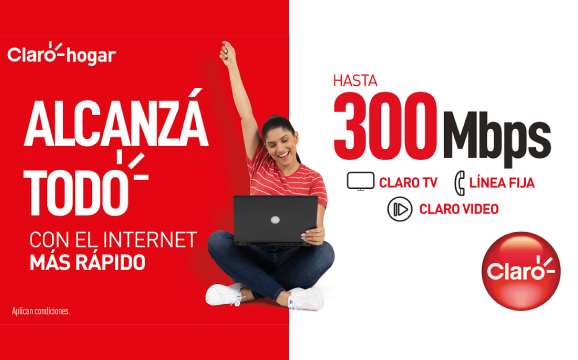 Claro-hogar
ALCANZÁ
TODO
CON EL INTERNET
MÁS RÁPIDO
Aplican condiciones.
HASTA
300 Mbps
CLARO TV
LÍNEA FIJA
CLARO VIDEO
Claro